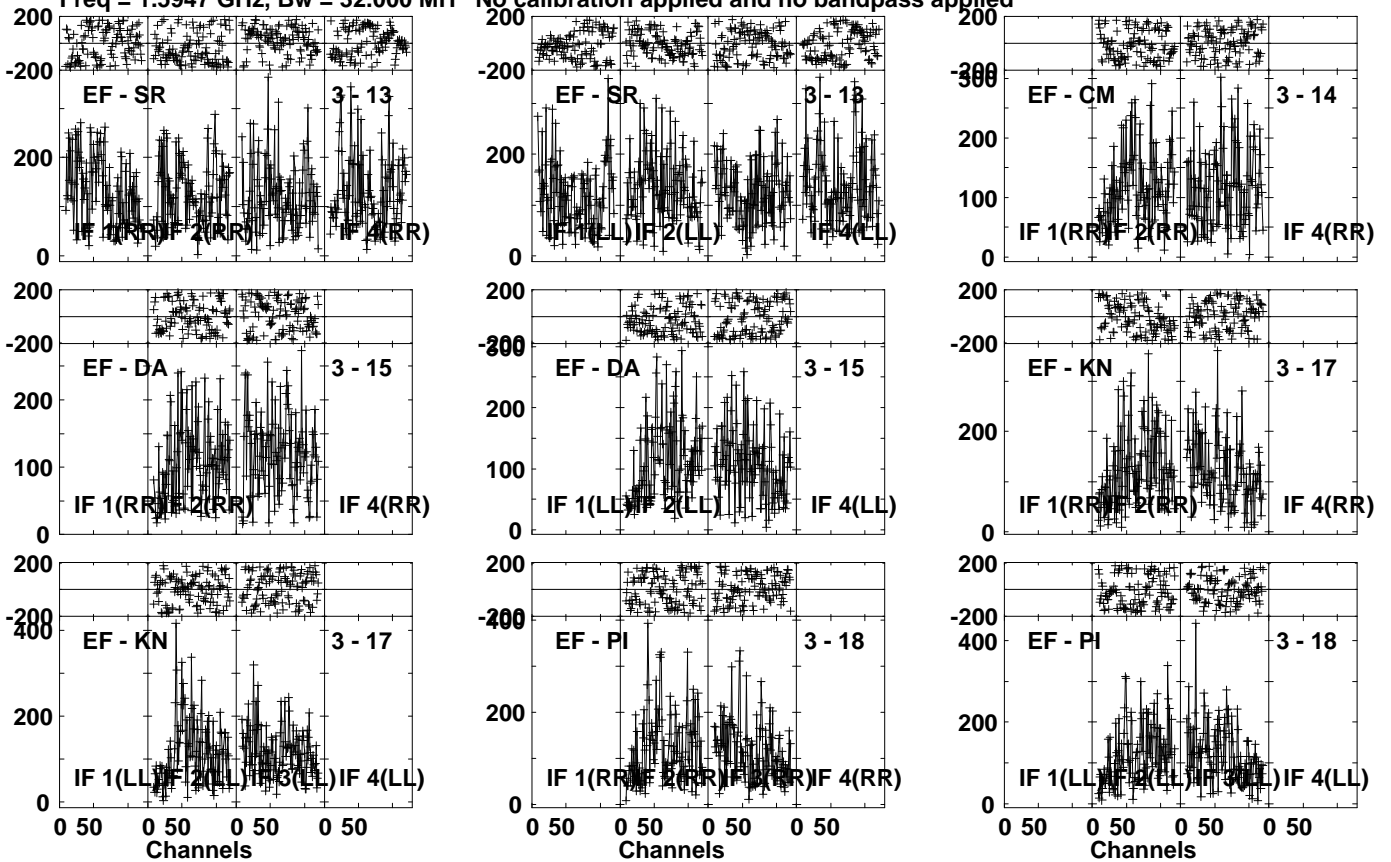 Freq = 1.5947 GHz, Bw = 32.000 MH No calibration applied and no bandpass applied
200 200 200
-200 -200 -200
EF - SR 3 - 13 EF - SR 3 - 13 EF - CM 3 - 14
300
200 200 200
100
IF 1(RR) IF 2(RR) IF 4(RR) IF 1(LL) IF 2(LL) IF 4(LL) IF 1(RR) IF 2(RR) IF 4(RR)
0 0 0
200 200 200
-200 -200 -200
300
EF - DA 3 - 15 EF - DA 3 - 15 EF - KN 3 - 17
200 200 200
100 100
IF 1(RR) IF 2(RR) IF 4(RR) IF 1(LL) IF 2(LL) IF 4(LL) IF 1(RR) IF 2(RR) IF 4(RR)
0 0 0
200 200 200
-200 -200 -200
400 400 400
EF - KN 3 - 17 EF - PI 3 - 18 EF - PI 3 - 18
200 200 200
IF 1(LL) IF 2(LL) IF 3(LL) IF 4(LL) IF 1(RR) IF 2(RR) IF 3(RR) IF 4(RR) IF 1(LL) IF 2(LL) IF 3(LL) IF 4(LL)
0 0 0
0 50 0 50 0 50 0 50 0 50 0 50 0 50 0 50 0 50 0 50 0 50 0 50
Channels Channels Channels